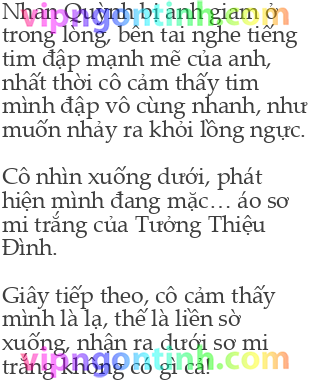 Nhan Quỳnh bị anh giam ở
trong lòng, bên tai nghe tiếng
tim đập mạnh mẽ của anh,
nhất thời cô cảm thấy tim
mình đập vô cùng nhanh, như
muốn nhảy ra khỏi lồng ngực.
Cô nhìn xuống dưới, phát
hiện mình đang mặc… áo sơ
mi trắng của Tưởng Thiệu
Đình.
Giây tiếp theo, cô cảm thấy
mình là lạ, thế là liền sờ
xuống, nhận ra dưới sơ mi
trắng không có gì cả!
vipngontinh.com
vipngontinh.com
vipngontinh.com